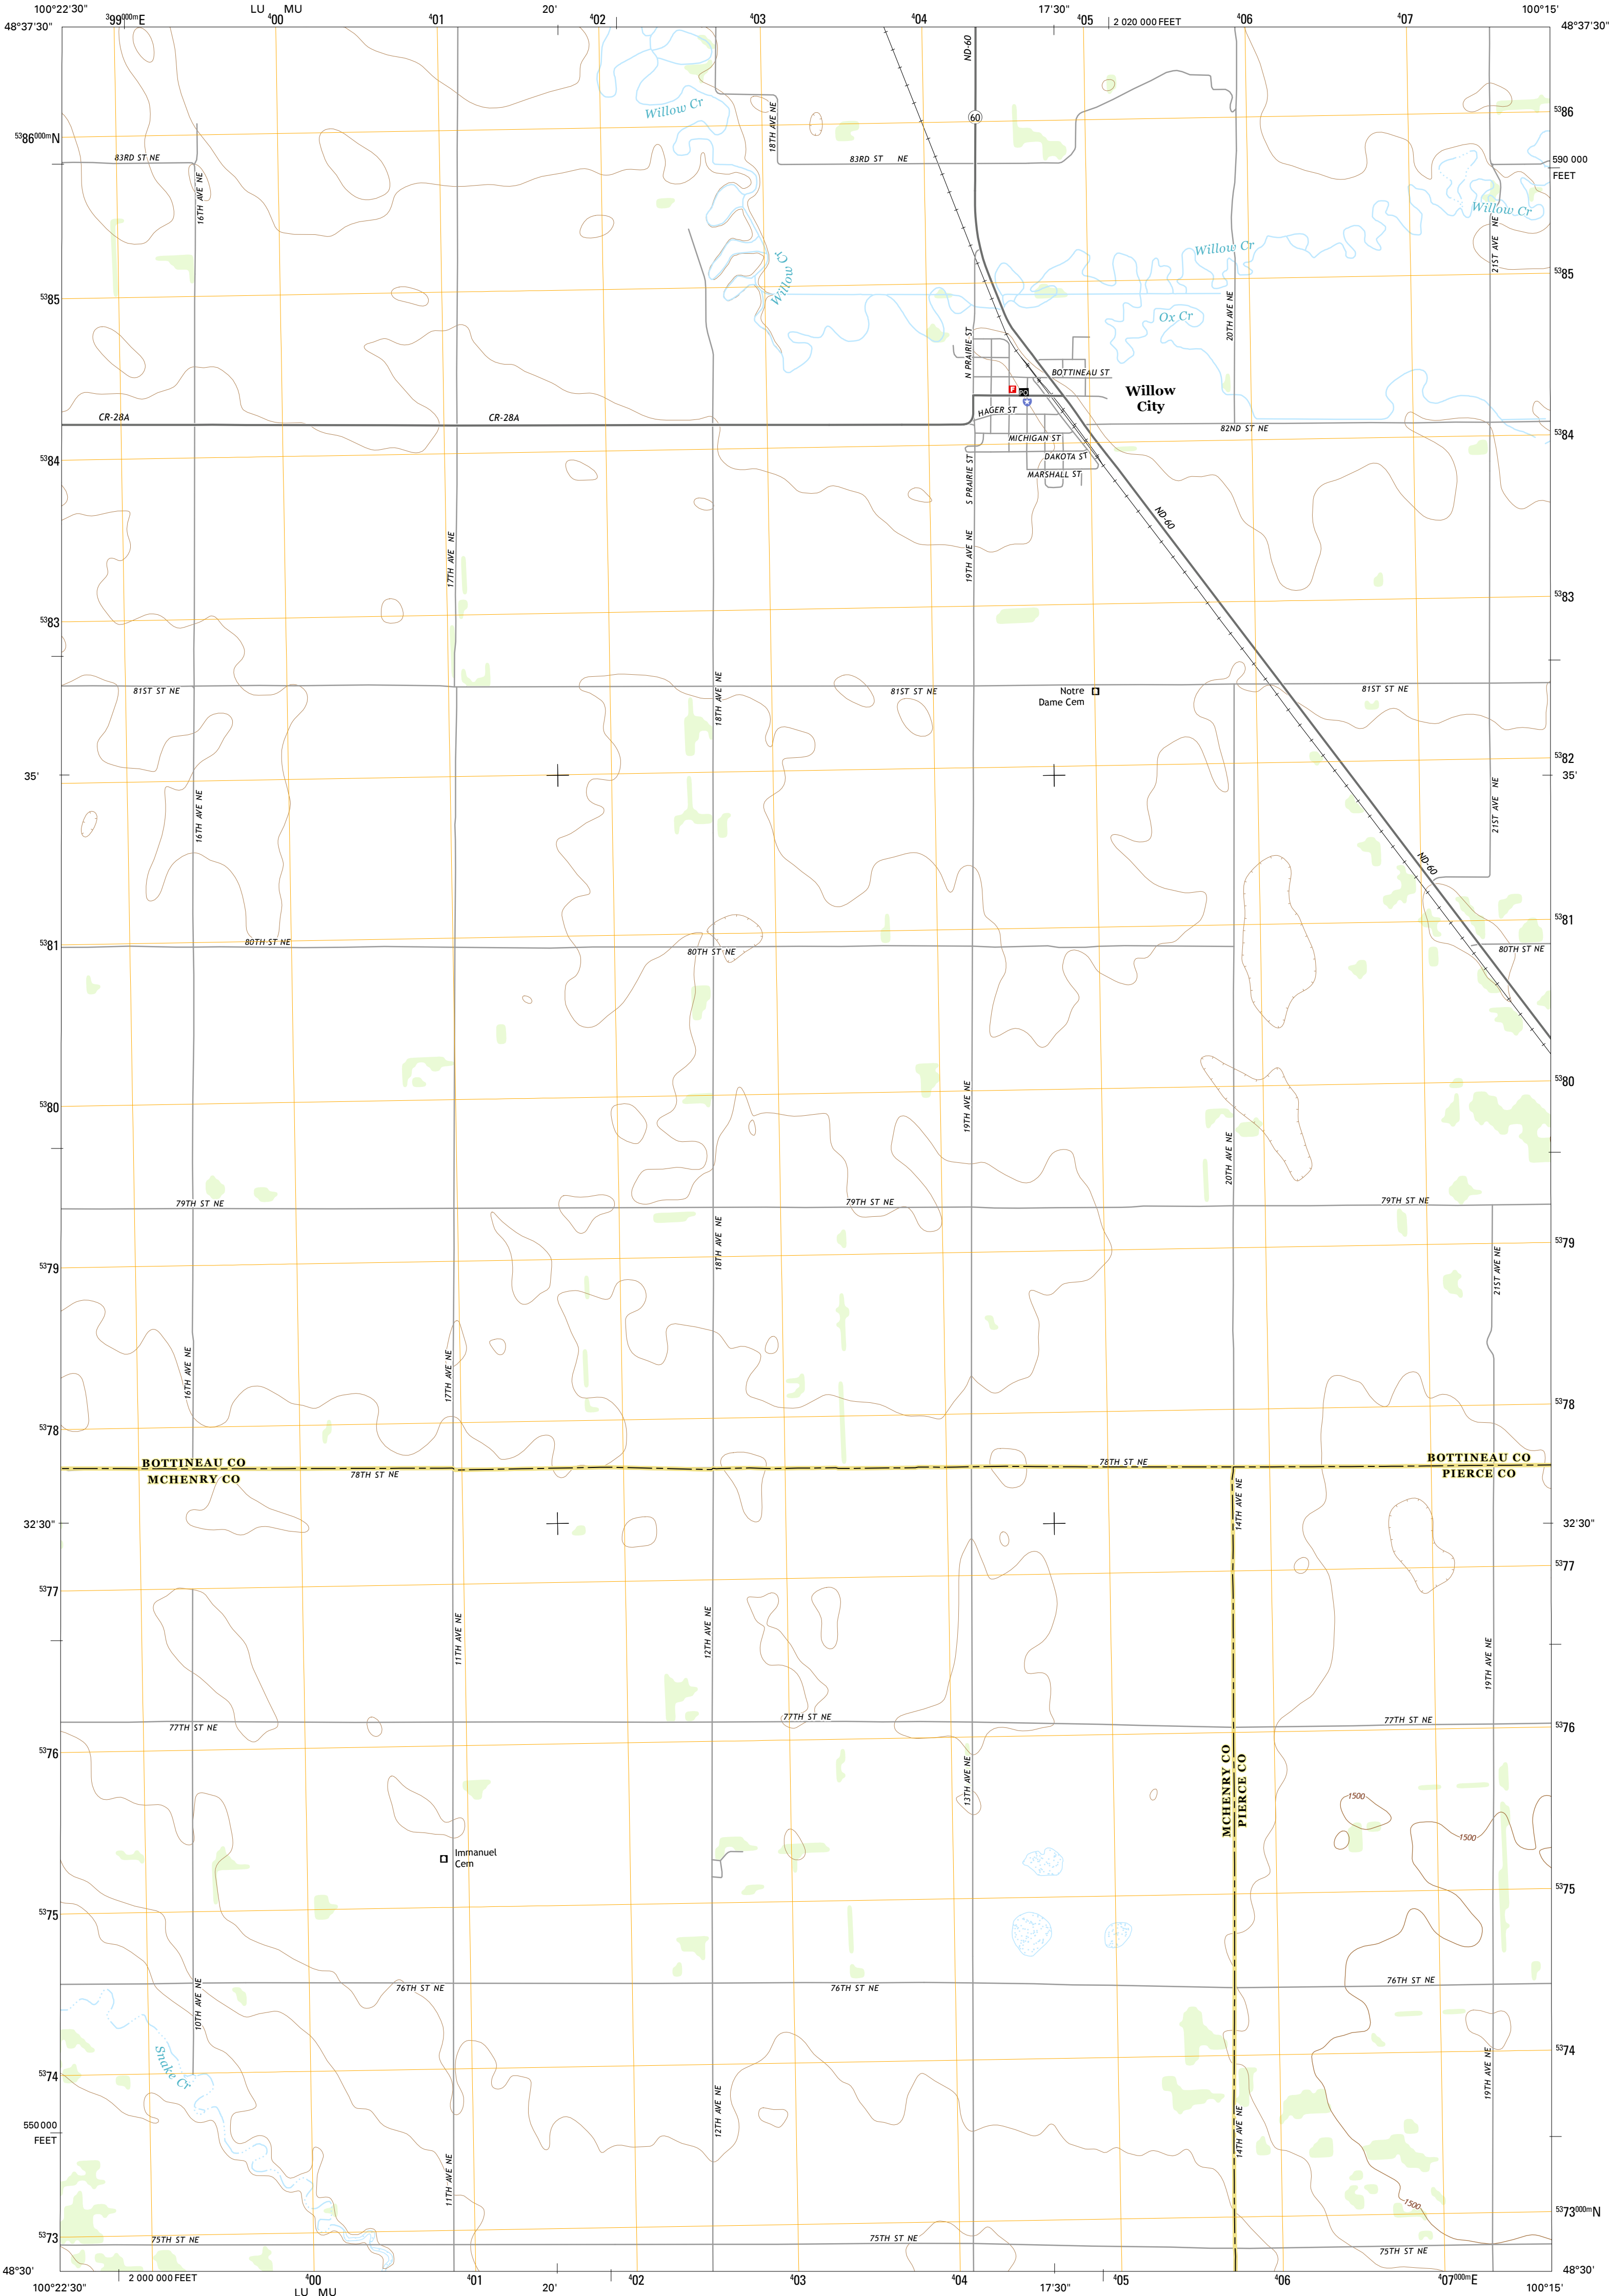 100°22'30" LU MU 20' 17'30" 100°15'
48°37'30" 399000mE 400 401 402 403 404 405 2 020 000 FEET 406 407 48°37'30"
ND-60
Willow Cr
18TH AVE NE
60
5386
5386000mN
83RD ST NE
83RD ST NE
590 000
FEET
16TH AVE NE
Willow Cr
21ST AVE NE
Willow Cr
Willow Cr
5385
5385
20TH AVE NE
Ox Cr
N PRAIRIE ST
BOTTINEAU ST
F
PO
Willow
City
CR-28A
CR-28A
HAGER ST
82ND ST NE
5384
MICHIGAN ST
DAKOTA ST
5384
MARSHALL ST
S PRAIRIE ST
ND-60
17TH AVE NE
19TH AVE NE
5383
5383
81ST ST NE
18TH AVE NE
81ST ST NE
Notre
Dame Cem
81ST ST NE
5382
35'
35'
16TH AVE NE
21ST AVE NE
ND-60
5381
5381
80TH ST NE
80TH ST NE
80TH ST NE
5380
5380
19TH AVE NE
20TH AVE NE
79TH ST NE
79TH ST NE
79TH ST NE
18TH AVE NE
5379
5379
21ST AVE NE
16TH AVE NE
17TH AVE NE
5378
5378
BOTTINEAU CO
MCHENRY CO
78TH ST NE
78TH ST NE
BOTTINEAU CO
PIERCE CO
14TH AVE NE
32'30"
32'30"
5377
5377
11TH AVE NE
12TH AVE NE
19TH AVE NE
77TH ST NE
77TH ST NE
77TH ST NE
5376
5376
13TH AVE NE
MCHENRY CO
PIERCE CO
1500
1500
Immanuel
Cem
5375
5375
76TH ST NE
76TH ST NE
76TH ST NE
10TH AVE NE
Snake Cr
5374
5374
19TH AVE NE
12TH AVE NE
14TH AVE NE
550 000
FEET
11TH AVE NE
1500
5373000mN
5373
75TH ST NE
75TH ST NE
75TH ST NE
48°30' 2 000 000 FEET 400 401 402 403 404 405 406 407000mE 48°30'
100°22'30" LU MU 20' 17'30" 100°15'